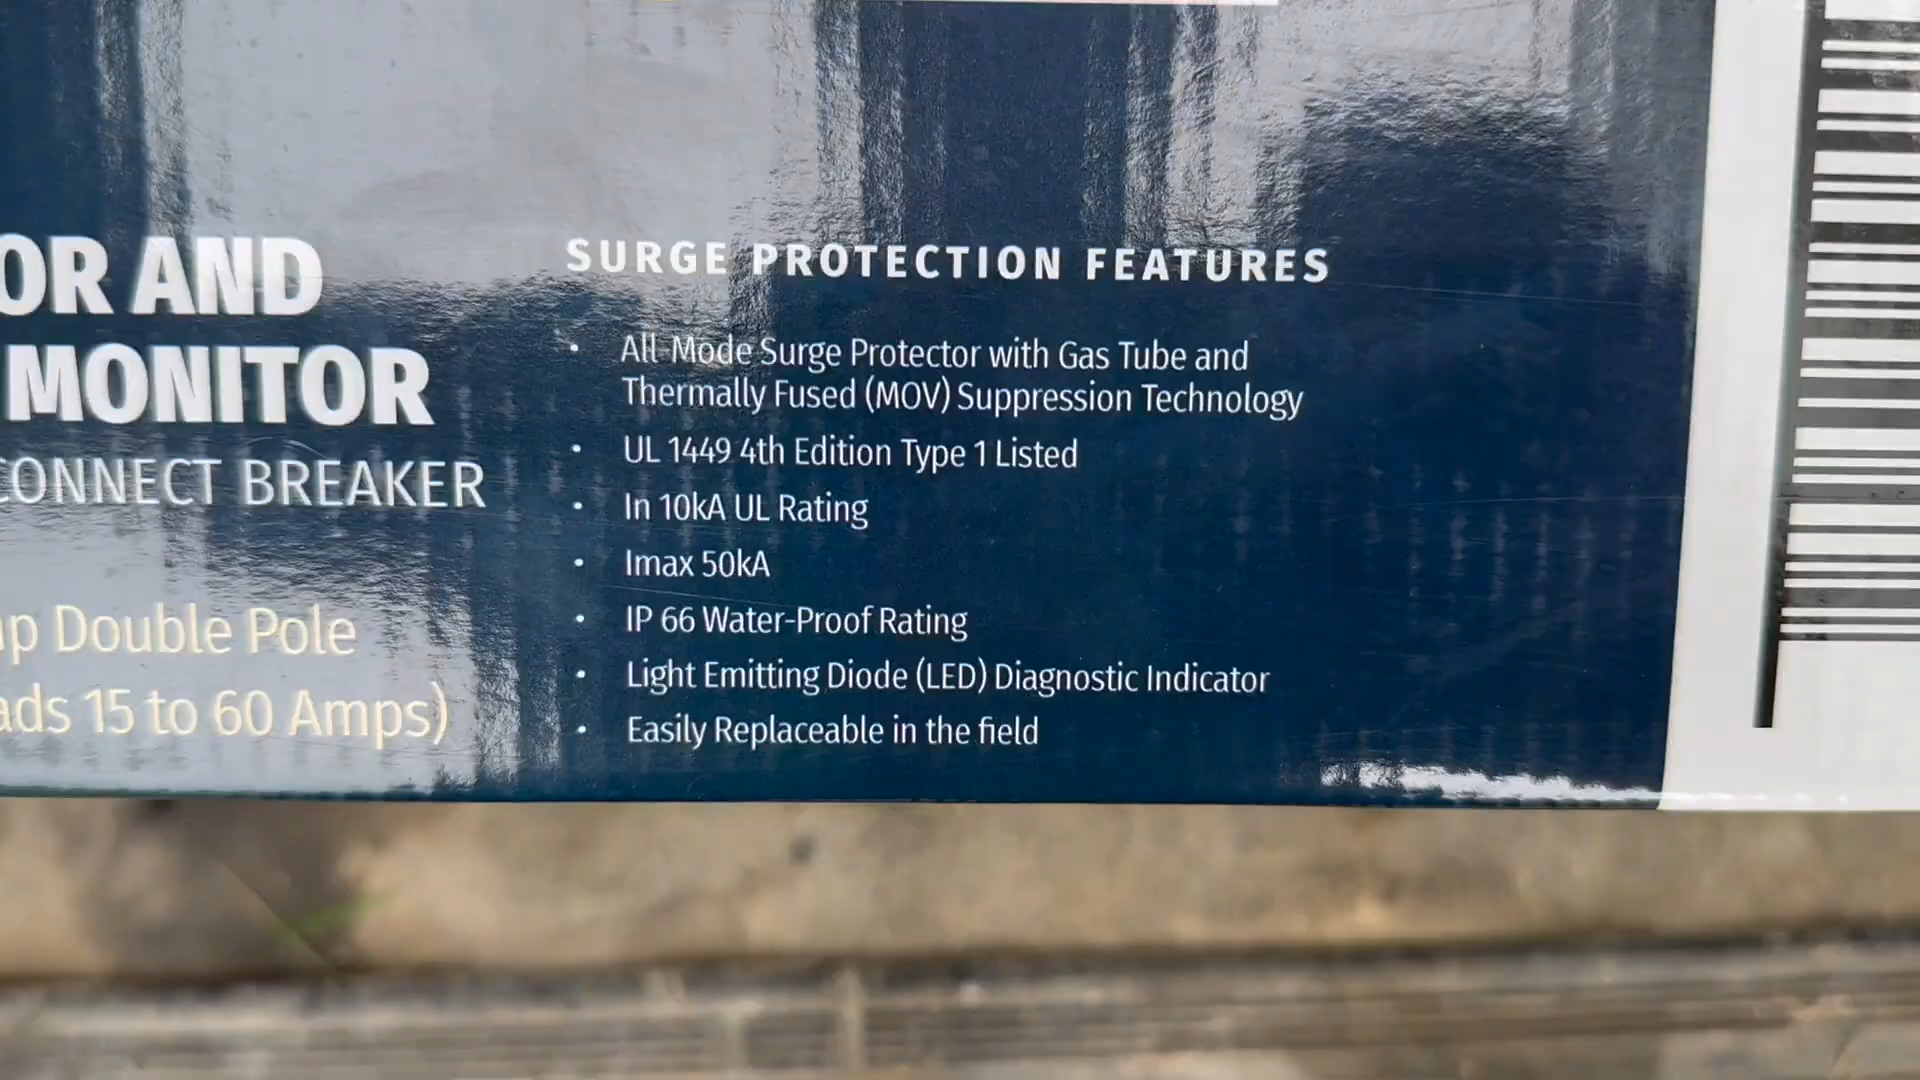 OR AND
MONITOR
CONNECT BREAKER
Double Pole
15 to 60 Amps)
SURGE PROTECTION FEATURES
• All-Mode Surge Protector with Gas Tube and
Thermally Fused (MOV) Suppression Technology
• UL 1449 4th Edition Type 1 Listed
• In 10kA UL Rating
• Imax 50kA
• IP 66 Water-Proof Rating
• Light Emitting Diode (LED) Diagnostic Indicator
• Easily Replaceable in the field